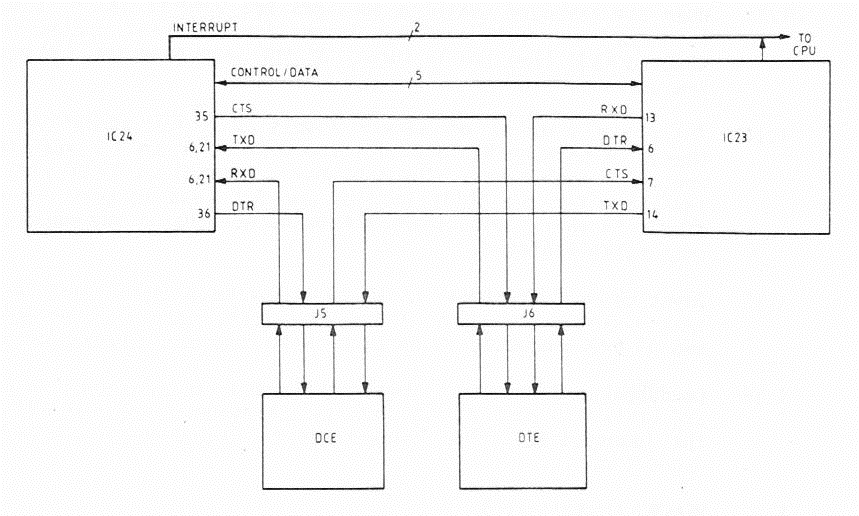 INTERRUPT
2
TO
CPU
CONTROL/DATA
5
IC24
35 CTS
6,21 TXD
6,21 RXD
36 DTR
RXD 13
DTR 6
CTS 7
TXD 14
IC23
J5
J6
DCE
DTE